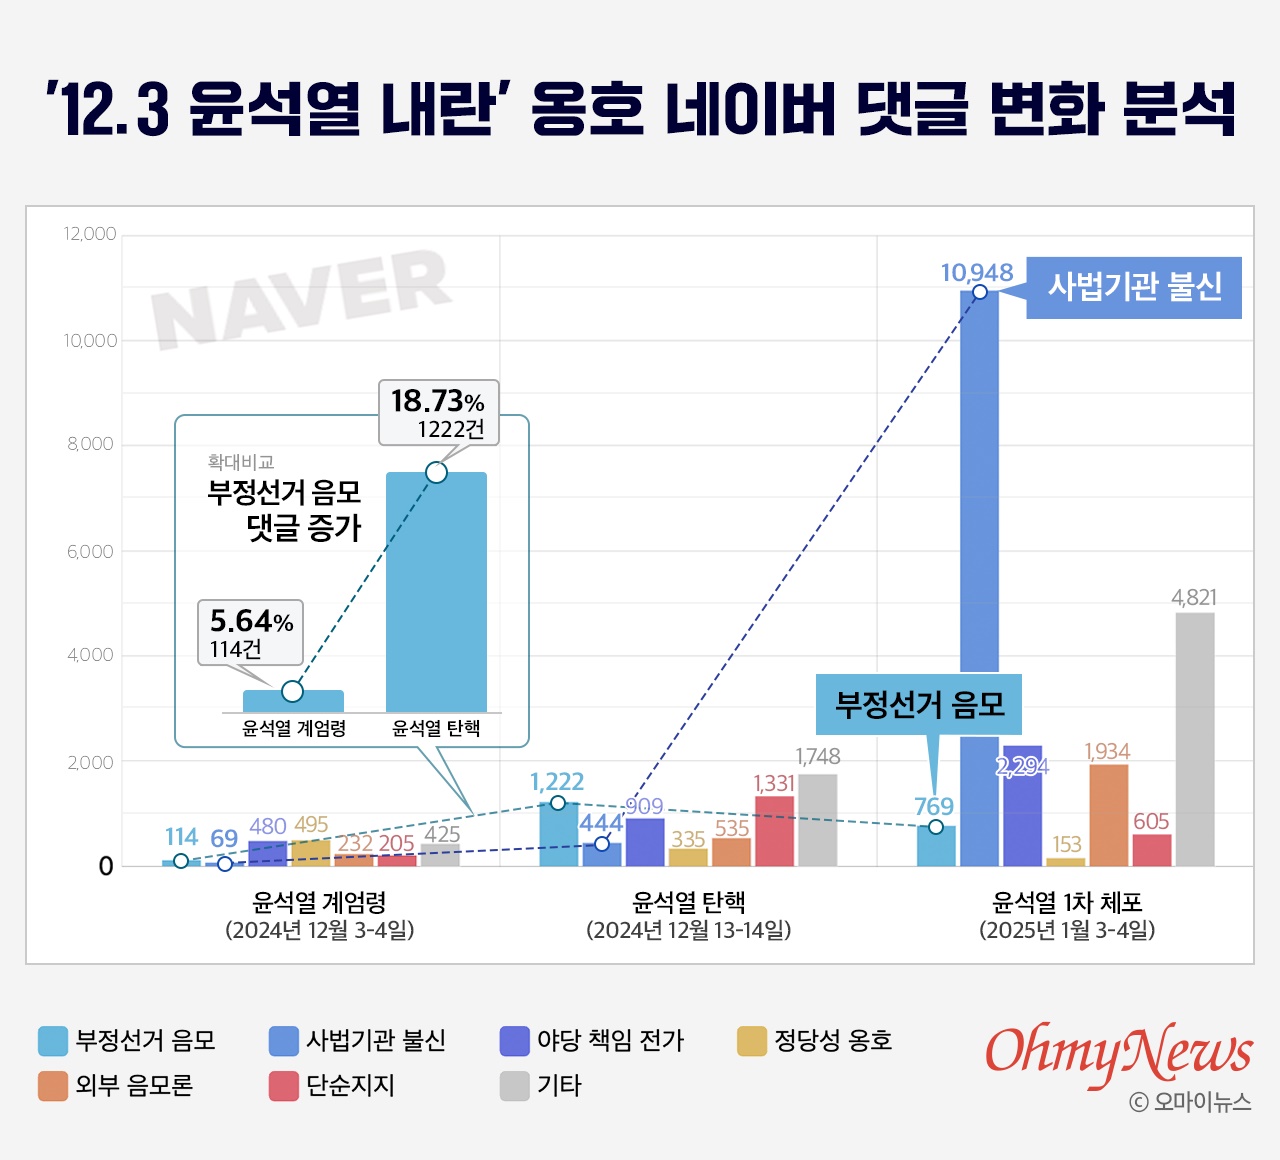 '12.3 윤석열 내란' 옹호 네이버 댓글 변화 분석
NAVER
12,000
10,000
8,000
6,000
4,000
2,000
0
확대비교
부정선거 음모
댓글 증가
5.64%
114건
18.73%
1222건
윤석열 계엄령
윤석열 탄핵
사법기관 불신
부정선거 음모
114
69
480
495
232
205
425
1,222
444
909
335
535
1,331
1,748
769
10,948
2,294
153
1,934
605
4,821
윤석열 계엄령
(2024년 12월 3-4일)
윤석열 탄핵
(2024년 12월 13-14일)
윤석열 1차 체포
(2025년 1월 3-4일)
부정선거 음모
사법기관 불신
야당 책임 전가
정당성 옹호
외부 음모론
단순지지
기타
OhmyNews
ⓒ 오마이뉴스